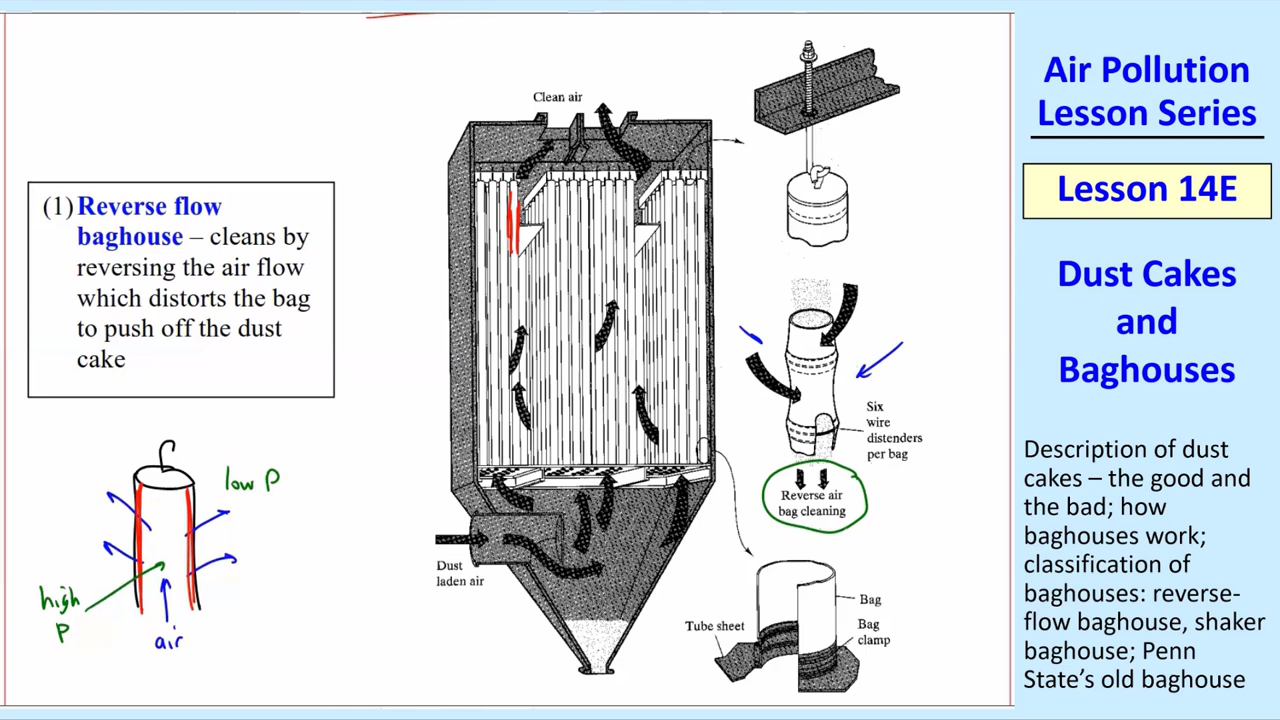 Air Pollution
Lesson Series
Lesson 14E
Dust Cakes
and
Baghouses
Description of dust
cakes – the good and
the bad; how
baghouses work;
classification of
baghouses: reverse-
flow baghouse, shaker
baghouse; Penn
State's old baghouse
(1) Reverse flow
baghouse – cleans by
reversing the air flow
which distorts the bag
to push off the dust
cake
low P
high
P
air
Clean air
Dust
laden air
Six
wire
distenders
per bag
Reverse air
bag cleaning
Tube sheet
Bag
Bag
clamp